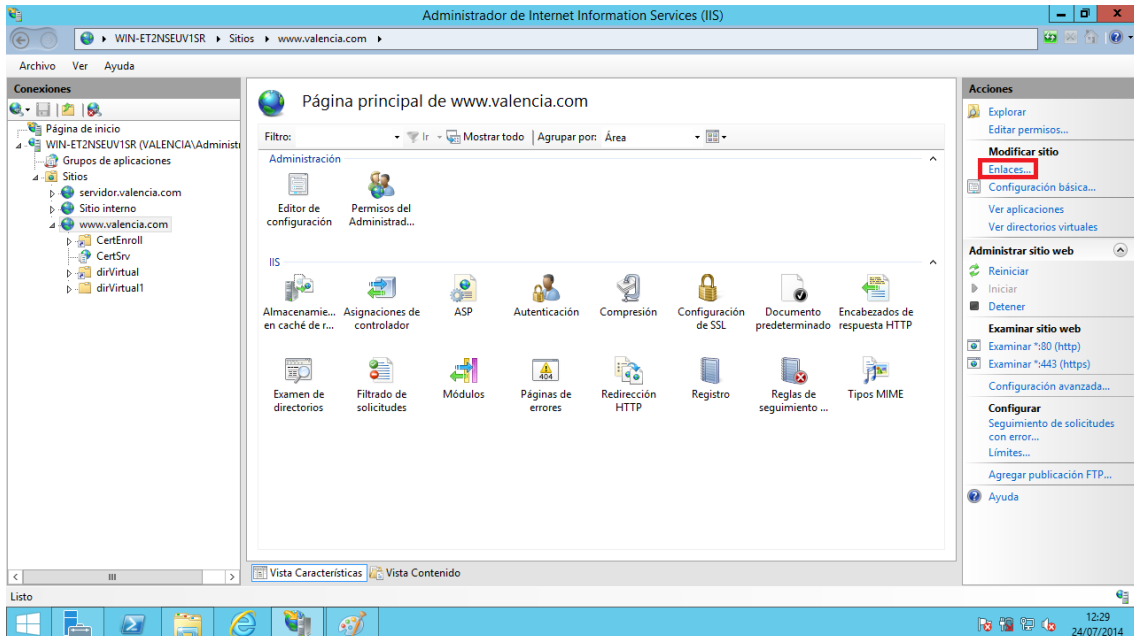 Administrador de Internet Information Services (IIS)
WIN-ET2NSEUV1SR
Sitios
www.valencia.com
Archivo Ver Ayuda
Conexiones
Página de inicio
WIN-ET2NSEUV1SR (VALENCIA\Administr
Grupos de aplicaciones
Sitios
servidor.valencia.com
Sitio interno
www.valencia.com
CertEnroll
CertSrv
dirVirtual
dirVirtual1
Página principal de www.valencia.com
Filtro: Ir Mostrar todo Agrupar por: Área
Administración
Editor de configuración
Permisos del Administrad...
IIS
Almacenamie... en caché de r...
Asignaciones de controlador
ASP
Autenticación
Compresión
Configuración de SSL
Documento predeterminado
Encabezados de respuesta HTTP
Examen de directorios
Filtrado de solicitudes
Módulos
404
Páginas de errores
Redirección HTTP
Registro
Reglas de seguimiento ...
Tipos MIME
Vista Características Vista Contenido
Acciones
Explorar
Editar permisos...
Modificar sitio
Enlaces...
Configuración básica...
Ver aplicaciones
Ver directorios virtuales
Administrar sitio web
Reiniciar
Iniciar
Detener
Examinar sitio web
Examinar *:80 (http)
Examinar *:443 (https)
Configuración avanzada...
Configurar
Seguimiento de solicitudes
con error...
Límites...
Agregar publicación FTP...
Ayuda
Listo
12:29
24/07/2014